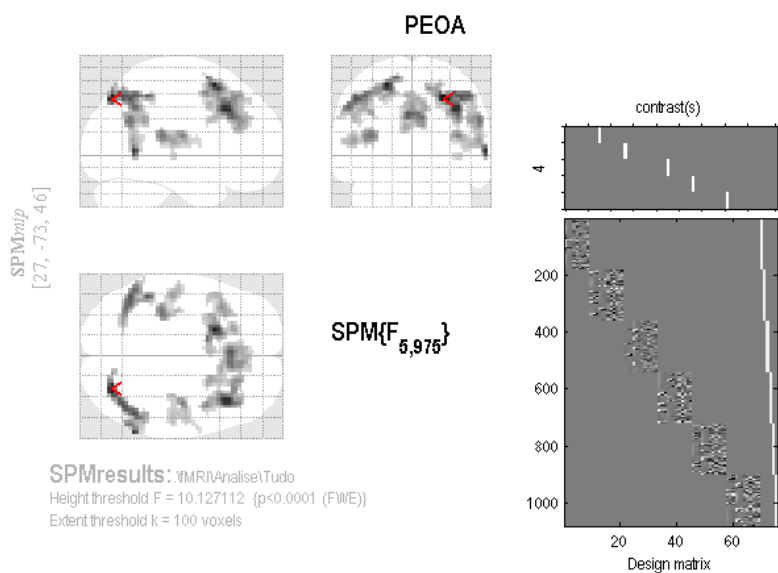 PEOA
contrast(s)
4
SPMmip
[27, -73, 46]
<
<
<
SPM{F5,975}
200
400
600
800
1000
20 40 60
Design matrix
SPMresults: .\fMRI\Analise\Tudo
Height threshold F = 10.127112 {p<0.0001 (FWE)}
Extent threshold k = 100 voxels